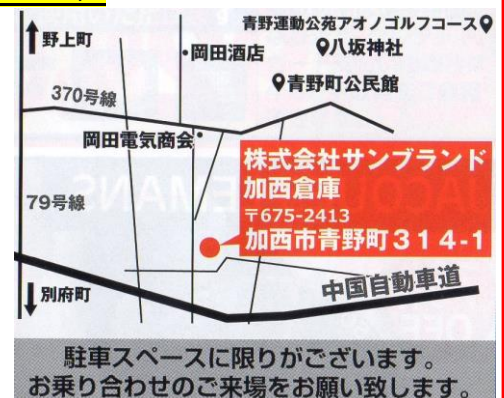 青野運動公苑アオノゴルフコース
野上町
岡田酒店
八坂神社
青野町公民館
370号線
岡田電気商会
株式会社サンブランド
加西倉庫
〒675-2413
加西市青野町314-1
79号線
中国自動車道
別府町
駐車スペースに限りがございます。
お乗り合わせのご来場をお願い致します。